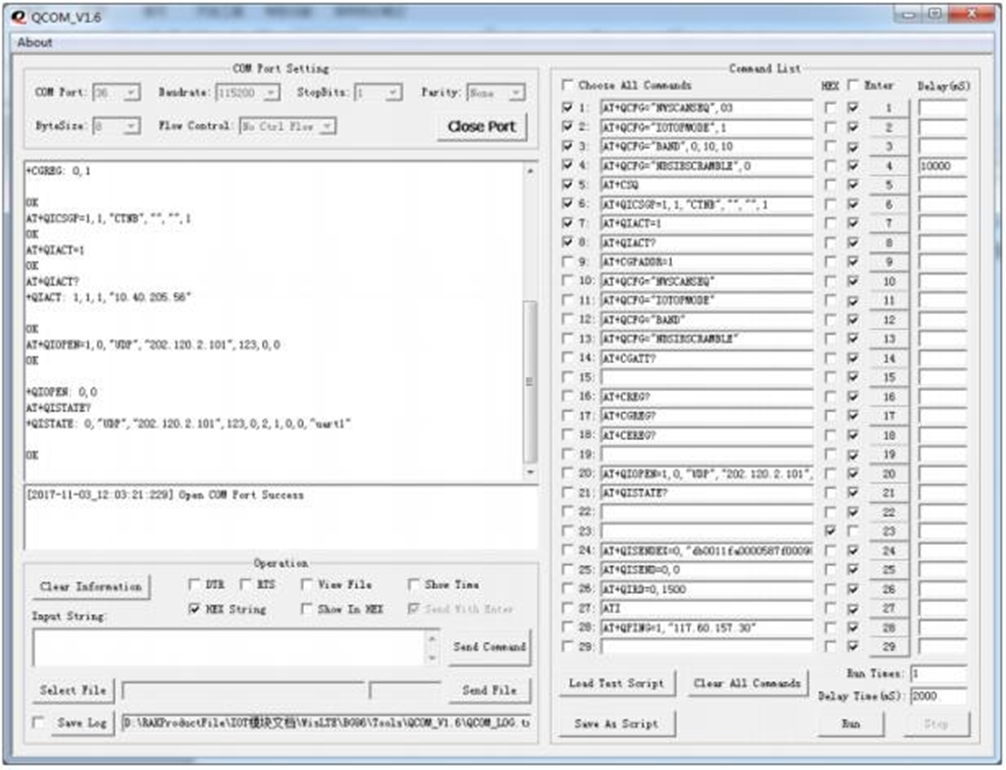 QCOM_V1.6
About
COM Port Setting
COM Port: 36 Baudrate: 115200 StopBits: 1 Parity: None
ByteSize: 8 Flow Control: No Ctrl Flow Close Port
+CGREG: 0,1
OK
AT+QICSGP=1,1,"CTNB","","",1
OK
AT+QIACT=1
OK
AT+QIACT?
+QIACT: 1,1,1,"10.40.205.56"
OK
AT+QIOPEN=1,0,"UDP","202.120.2.101",123,0,0
OK
+QIOPEN: 0,0
AT+QISTATE?
+QISTATE: 0,"UDP","202.120.2.101",123,0,2,1,0,0,"uart1"
OK
[2017-11-03_12:03:21:229] Open COM Port Success
Operation
Clear Information DTR RTS View File Show Time
HEX String Show In HEX Send With Enter
Input String:
Send Command
Select File Send File
Save Log D:\RAKProductFile\IOT模块文档\WisLTE\BG96\Tools\QCOM_V1.6\QCOM_LOG.t
Command List
Choose All Commands HEX Enter Delay(mS)
1: AT+QCFG="NWSCANSEQ",03 1
2: AT+QCFG="IOTOPMODE",1 2
3: AT+QCFG="BAND",0,10,10 3
4: AT+QCFG="NBSIBSCRAMBLE",0 4 10000
5: AT+CSQ 5
6: AT+QICSGP=1,1,"CTNB","","",1 6
7: AT+QIACT=1 7
8: AT+QIACT? 8
9: AT+CGPADDR=1 9
10: AT+QCFG="NWSCANSEQ" 10
11: AT+QCFG="IOTOPMODE" 11
12: AT+QCFG="BAND" 12
13: AT+QCFG="NBSIBSCRAMBLE" 13
14: AT+CGATT? 14
15: 15
16: AT+CREG? 16
17: AT+CGREG? 17
18: AT+CEREG? 18
19: 19
20: AT+QIOPEN=1,0,"UDP","202.120.2.101", 20
21: AT+QISTATE? 21
22: 22
23: 23
24: AT+QISENDEX=0,"db0011fa0000587f00090 24
25: AT+QISEND=0,0 25
26: AT+QIRD=0,1500 26
27: ATI 27
28: AT+QPING=1,"117.60.157.30" 28
29: 29
Load Test Script Clear All Commands Run Times: 1
Delay Time(mS): 2000
Save As Script Run Stop